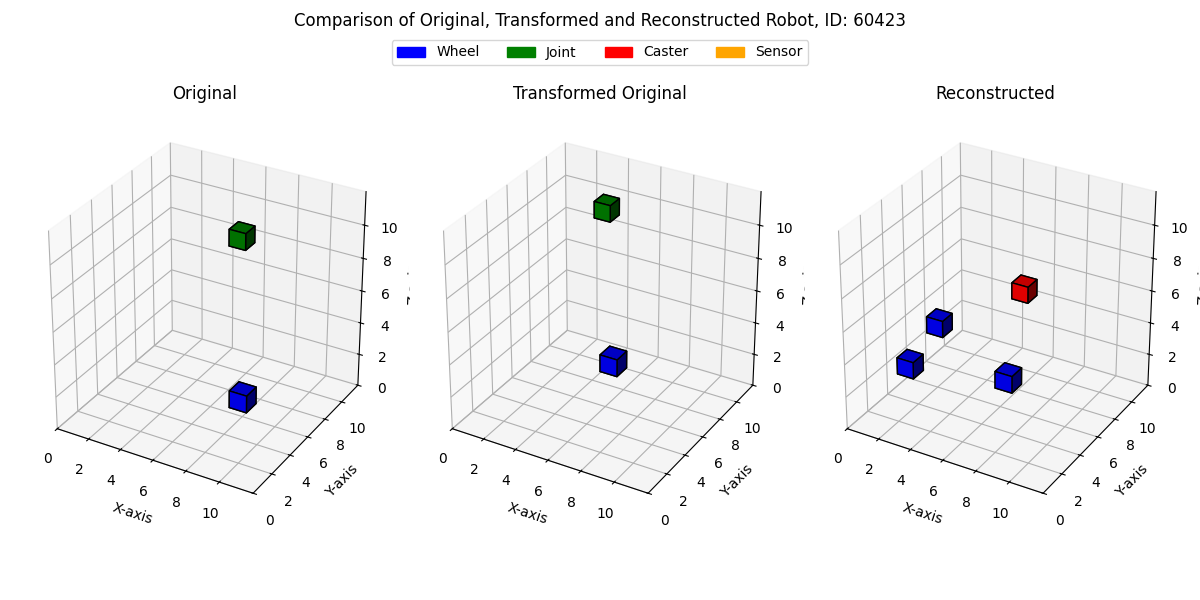 Comparison of Original, Transformed and Reconstructed Robot, ID: 60423
Wheel Joint Caster Sensor
Original Transformed Original Reconstructed
0 2 4 6 8 10
X-axis
0 2 4 6 8 10
Y-axis
0 2 4 6 8 10
0 2 4 6 8 10
X-axis
0 2 4 6 8 10
Y-axis
0 2 4 6 8 10
0 2 4 6 8 10
X-axis
0 2 4 6 8 10
Y-axis
0 2 4 6 8 10